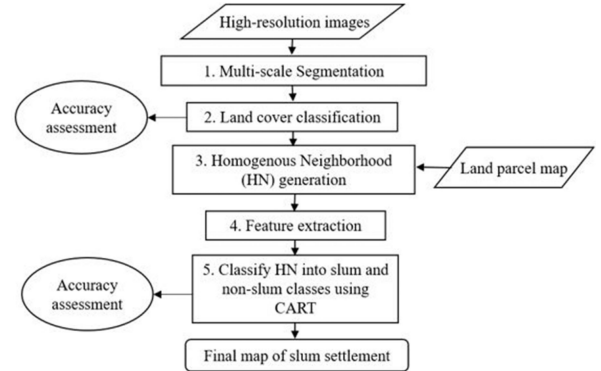 High-resolution images
1. Multi-scale Segmentation
Accuracy
assessment
2. Land cover classification
3. Homogenous Neighborhood
(HN) generation
Land parcel map
4. Feature extraction
Accuracy
assessment
5. Classify HN into slum and
non-slum classes using
CART
Final map of slum settlement